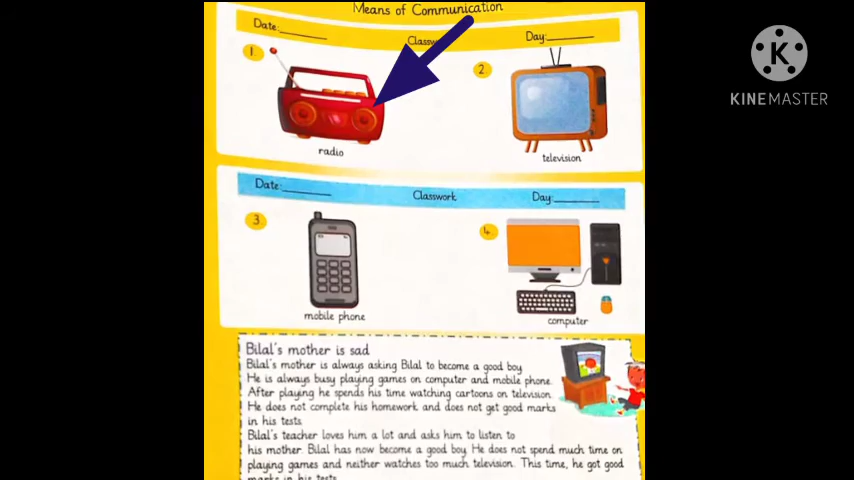 Means of Communication
Date:
Classw
Day:
1.
2.
radio
television
Date:
Classwork
Day:
3
4.
mobile phone
computer
Bilal's mother is sad
Bilal's mother is always asking Bilal to become a good boy
He is always busy playing games on computer and mobile phone.
After playing he spends his time watching cartoons on television.
He does not complete his homework and does not get good marks
in his tests
Bilal's teacher loves him a lot and asks him to listen to
his mother. Bilal has now become a good boy. He does not spend much time on
playing games and neither watches too much television. This time, he got good
marks in his tests
K
KINEMASTER